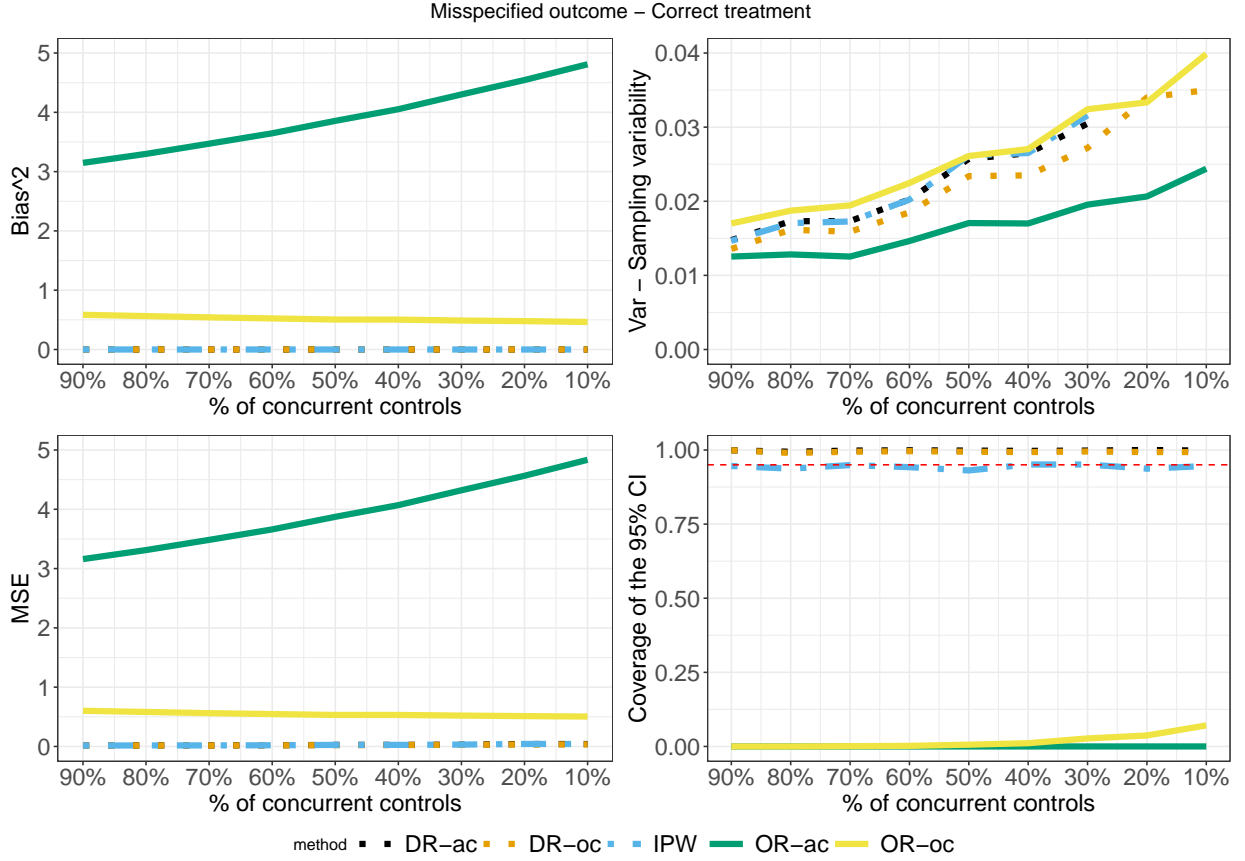 Misspecified outcome − Correct treatment
Bias^2
5
4
3
2
1
0
90% 80% 70% 60% 50% 40% 30% 20% 10%
% of concurrent controls
Var − Sampling variability
0.04
0.03
0.02
0.01
0.00
90% 80% 70% 60% 50% 40% 30% 20% 10%
% of concurrent controls
MSE
5
4
3
2
1
0
90% 80% 70% 60% 50% 40% 30% 20% 10%
% of concurrent controls
Coverage of the 95% CI
1.00
0.75
0.50
0.25
0.00
90% 80% 70% 60% 50% 40% 30% 20% 10%
% of concurrent controls
method DR−ac DR−oc IPW OR−ac OR−oc